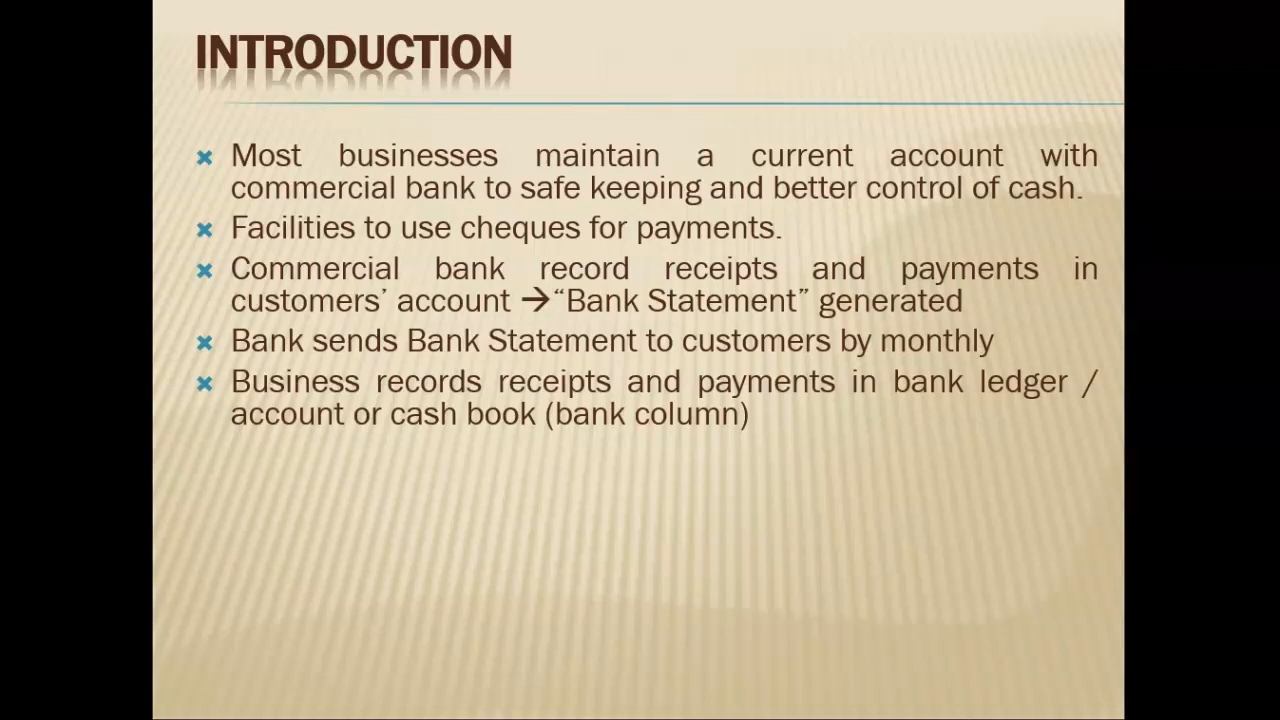 INTRODUCTION
Most businesses maintain a current account with
commercial bank to safe keeping and better control of cash.
Facilities to use cheques for payments.
Commercial bank record receipts and payments in
customers’ account →“Bank Statement” generated
Bank sends Bank Statement to customers by monthly
Business records receipts and payments in bank ledger /
account or cash book (bank column)